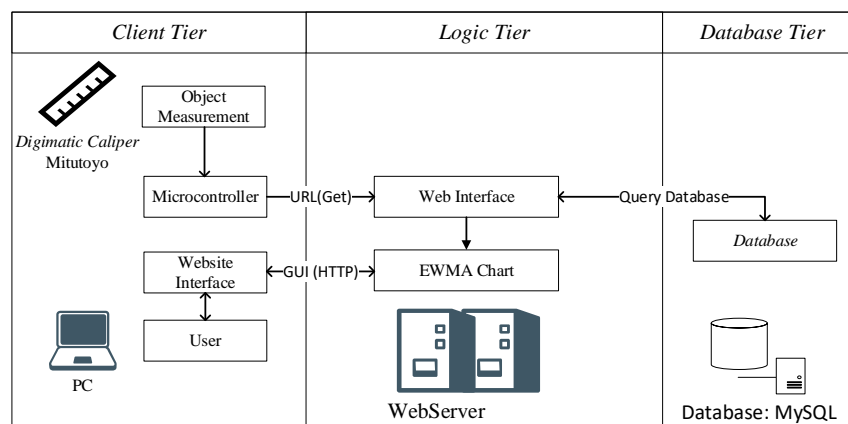 Client Tier
Logic Tier
Database Tier
Object
Measurement
Digimatic Caliper
Mitutoyo
Microcontroller
URL(Get)
Web Interface
Query Database
Database
Website
Interface
GUI (HTTP)
EWMA Chart
User
PC
WebServer
Database: MySQL